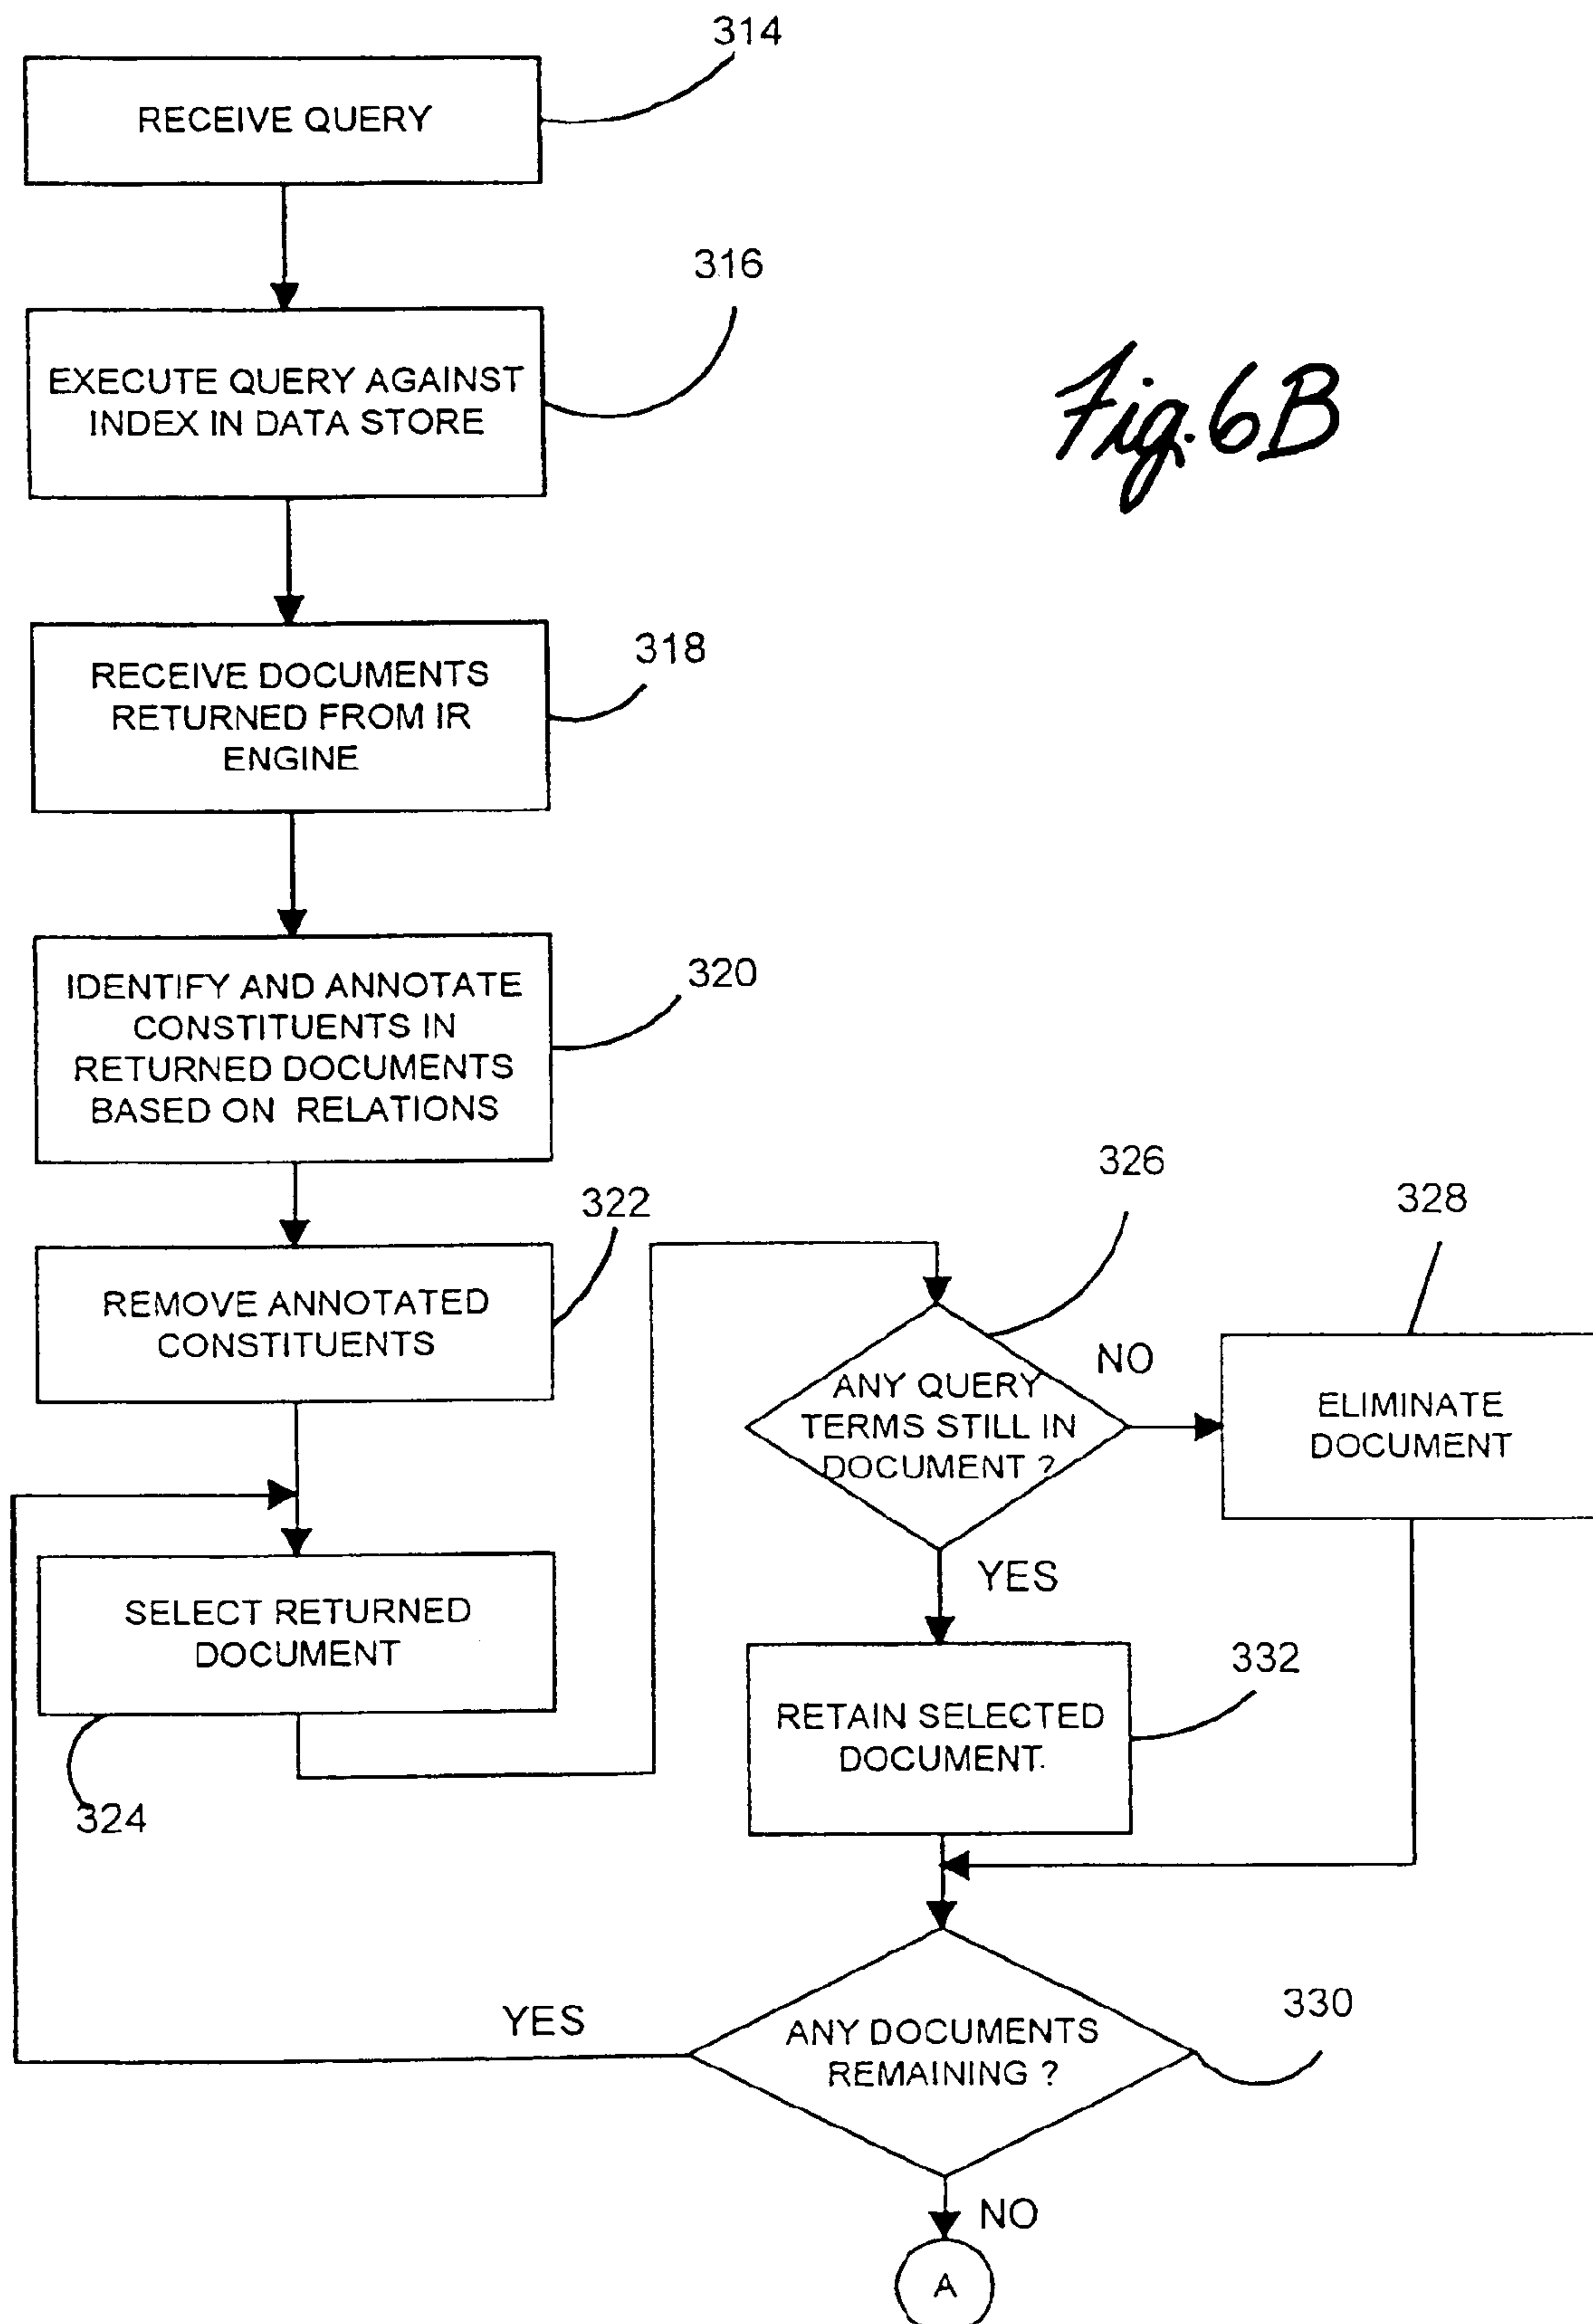 314
RECEIVE QUERY
316
EXECUTE QUERY AGAINST
INDEX IN DATA STORE
Fig. 6B
318
RECEIVE DOCUMENTS
RETURNED FROM IR
ENGINE
320
IDENTIFY AND ANNOTATE
CONSTITUENTS IN
RETURNED DOCUMENTS
BASED ON RELATIONS
322
REMOVE ANNOTATED
CONSTITUENTS
SELECT RETURNED
DOCUMENT
324
326
ANY QUERY
TERMS STILL IN
DOCUMENT ?
NO
328
ELIMINATE
DOCUMENT
YES
332
RETAIN SELECTED
DOCUMENT.
330
ANY DOCUMENTS
REMAINING ?
YES
NO
A